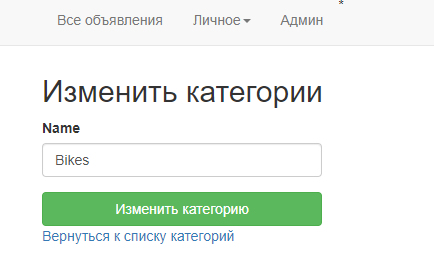 Все объявления Личное Админ *
Изменить категории
Name
Bikes
Изменить категорию
Вернуться к списку категорий